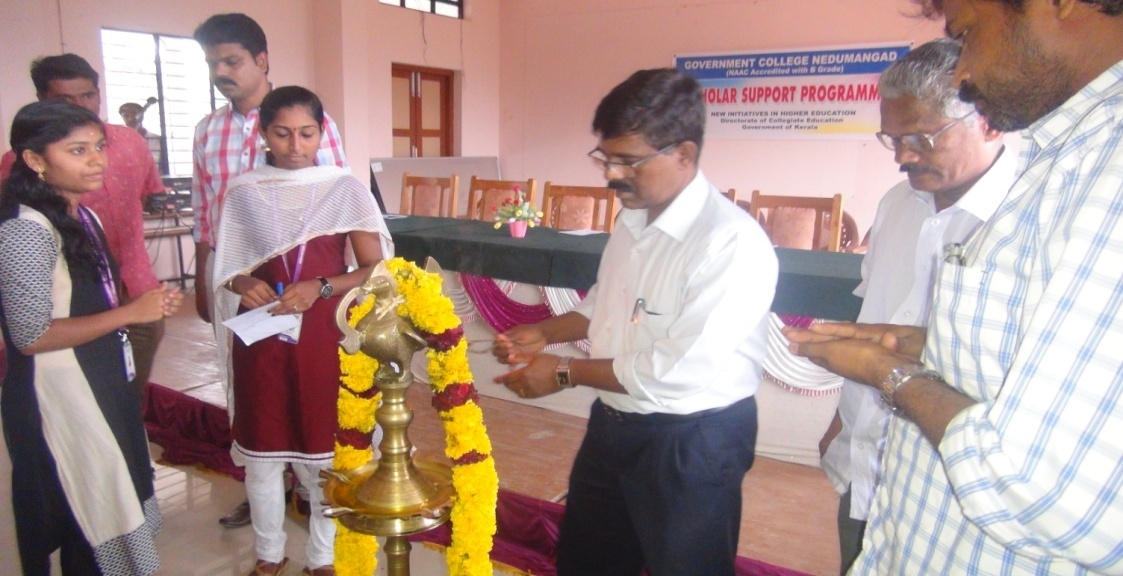 GOVERNMENT COLLEGE NEDUMANGAD
(NAAC Accredited with B Grade)
HOLAR SUPPORT PROGRAMM
NEW INITIATIVES IN HIGHER EDUCATION
Directorate of Collegiate Education
Government of Kerala